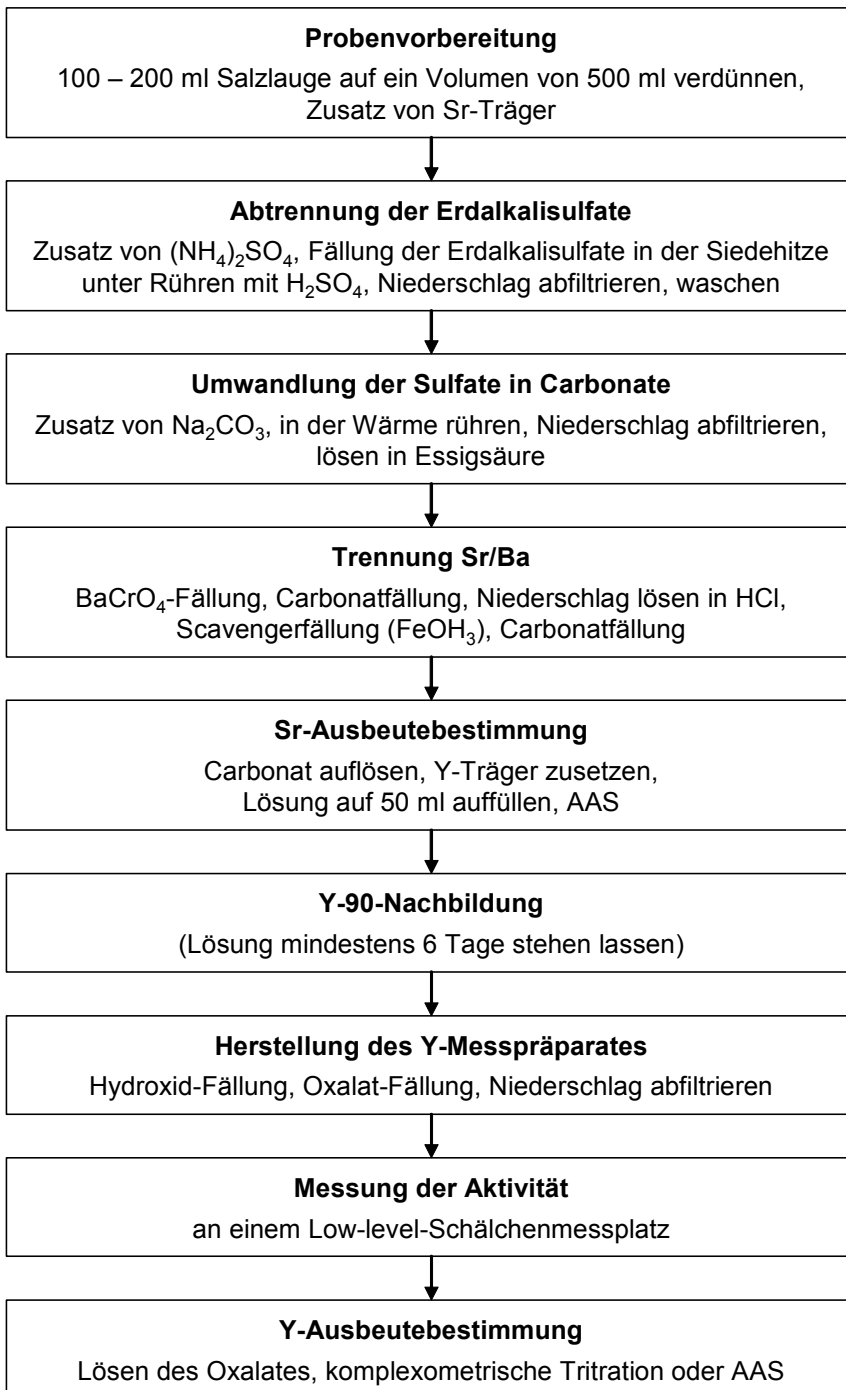 Probenvorbereitung
100 – 200 ml Salzlauge auf ein Volumen von 500 ml verdünnen,
Zusatz von Sr-Träger
Abtrennung der Erdalkalisulfate
Zusatz von (NH₄)₂SO₄, Fällung der Erdalkalisulfate in der Siedehitze
unter Rühren mit H₂SO₄, Niederschlag abfiltrieren, waschen
Umwandlung der Sulfate in Carbonate
Zusatz von Na₂CO₃, in der Wärme rühren, Niederschlag abfiltrieren,
lösen in Essigsäure
Trennung Sr/Ba
BaCrO₄-Fällung, Carbonatfällung, Niederschlag lösen in HCl,
Scavengerfällung (FeOH₃), Carbonatfällung
Sr-Ausbeutebestimmung
Carbonat auflösen, Y-Träger zusetzen,
Lösung auf 50 ml auffüllen, AAS
Y-90-Nachbildung
(Lösung mindestens 6 Tage stehen lassen)
Herstellung des Y-Messpräparates
Hydroxid-Fällung, Oxalat-Fällung, Niederschlag abfiltrieren
Messung der Aktivität
an einem Low-level-Schälchenmessplatz
Y-Ausbeutebestimmung
Lösen des Oxalates, komplexometrische Tritration oder AAS